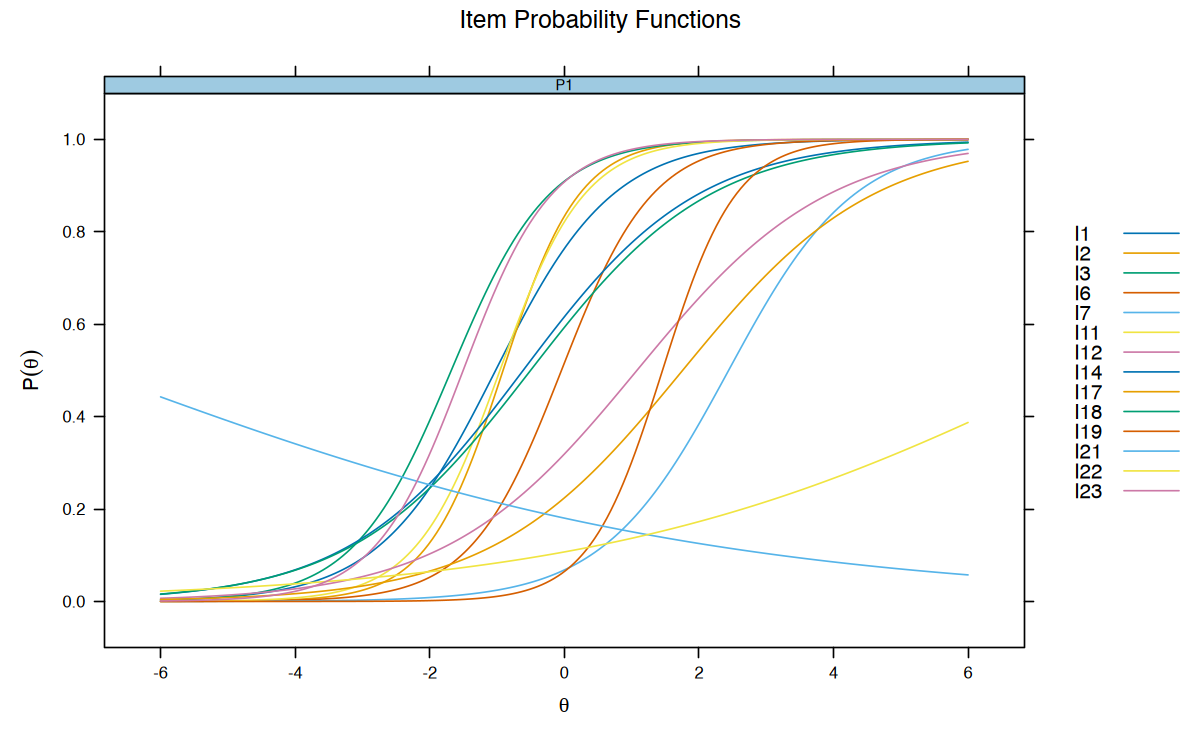 Item Probability Functions
P1
1.0
0.8
0.6
0.4
0.2
0.0
P(θ)
-6 -4 -2 0 2 4 6
θ
I1
I2
I3
I6
I7
I11
I12
I14
I17
I18
I19
I21
I22
I23